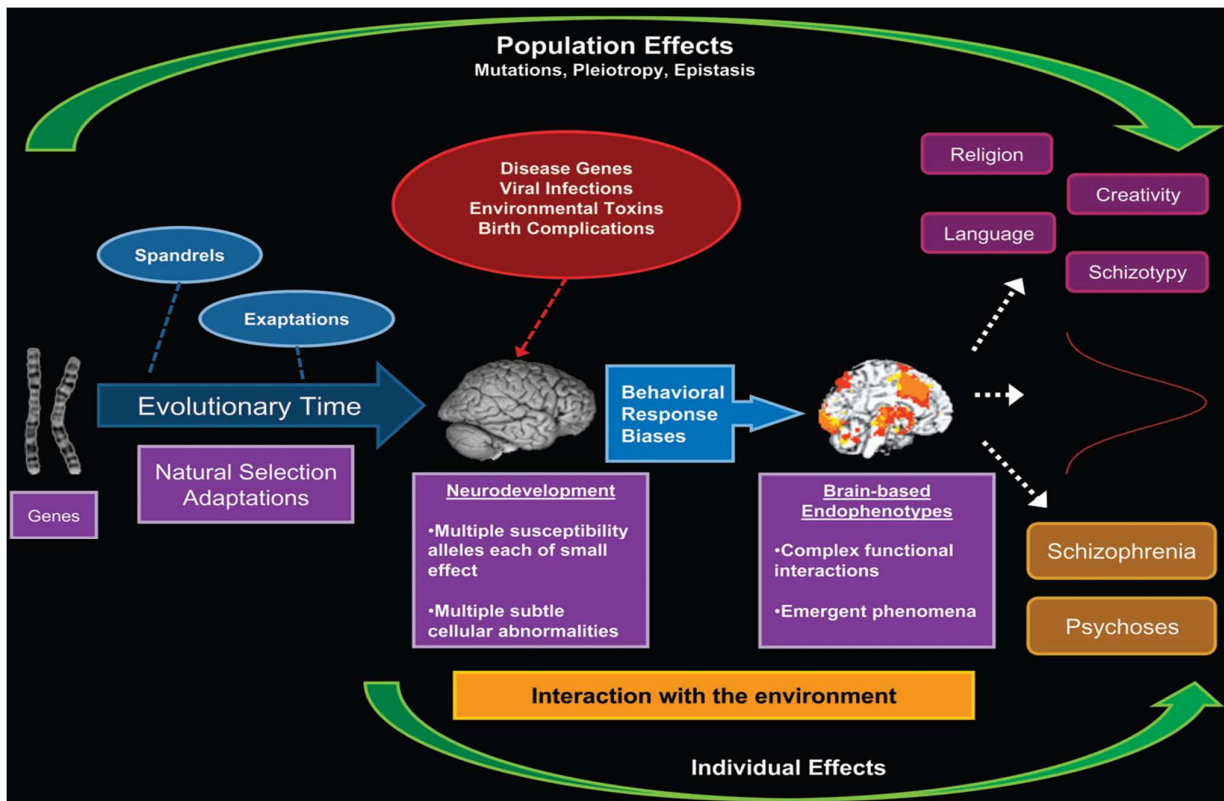 Population Effects
Mutations, Pleiotropy, Epistasis
Disease Genes
Viral Infections
Environmental Toxins
Birth Complications
Religion
Creativity
Language
Schizotypy
Spandrels
Exaptations
Evolutionary Time
Natural Selection
Adaptations
Genes
Behavioral
Response
Biases
Neurodevelopment
•Multiple susceptibility
alleles each of small
effect
•Multiple subtle
cellular abnormalities
Brain-based
Endophenotypes
•Complex functional
interactions
•Emergent phenomena
Schizophrenia
Psychoses
Interaction with the environment
Individual Effects